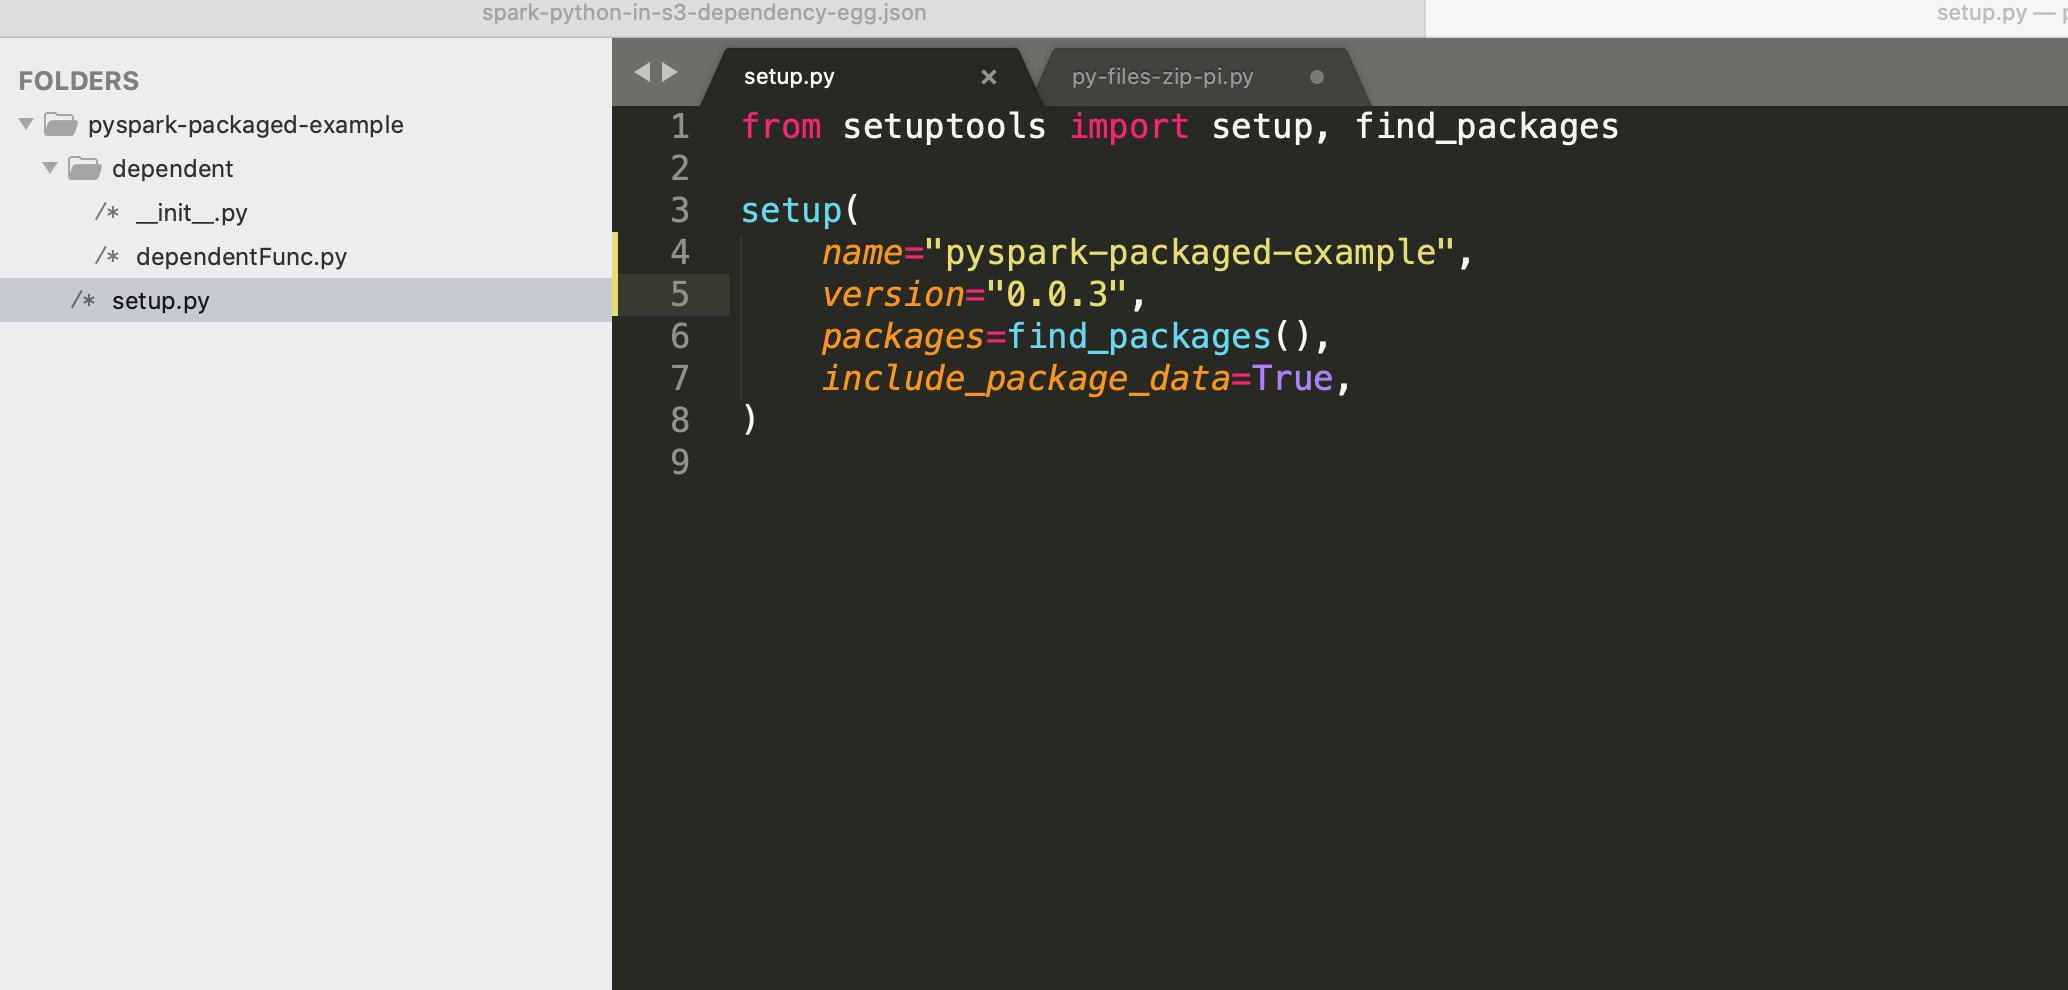 spark-python-in-s3-dependency-egg.json
setup.py — p
FOLDERS
pyspark-packaged-example
dependent
/* __init__.py
/* dependentFunc.py
/* setup.py
setup.py × py-files-zip-pi.py
1 from setuptools import setup, find_packages
2
3 setup(
4 name="pyspark-packaged-example",
5 version="0.0.3",
6 packages=find_packages(),
7 include_package_data=True,
8 )
9